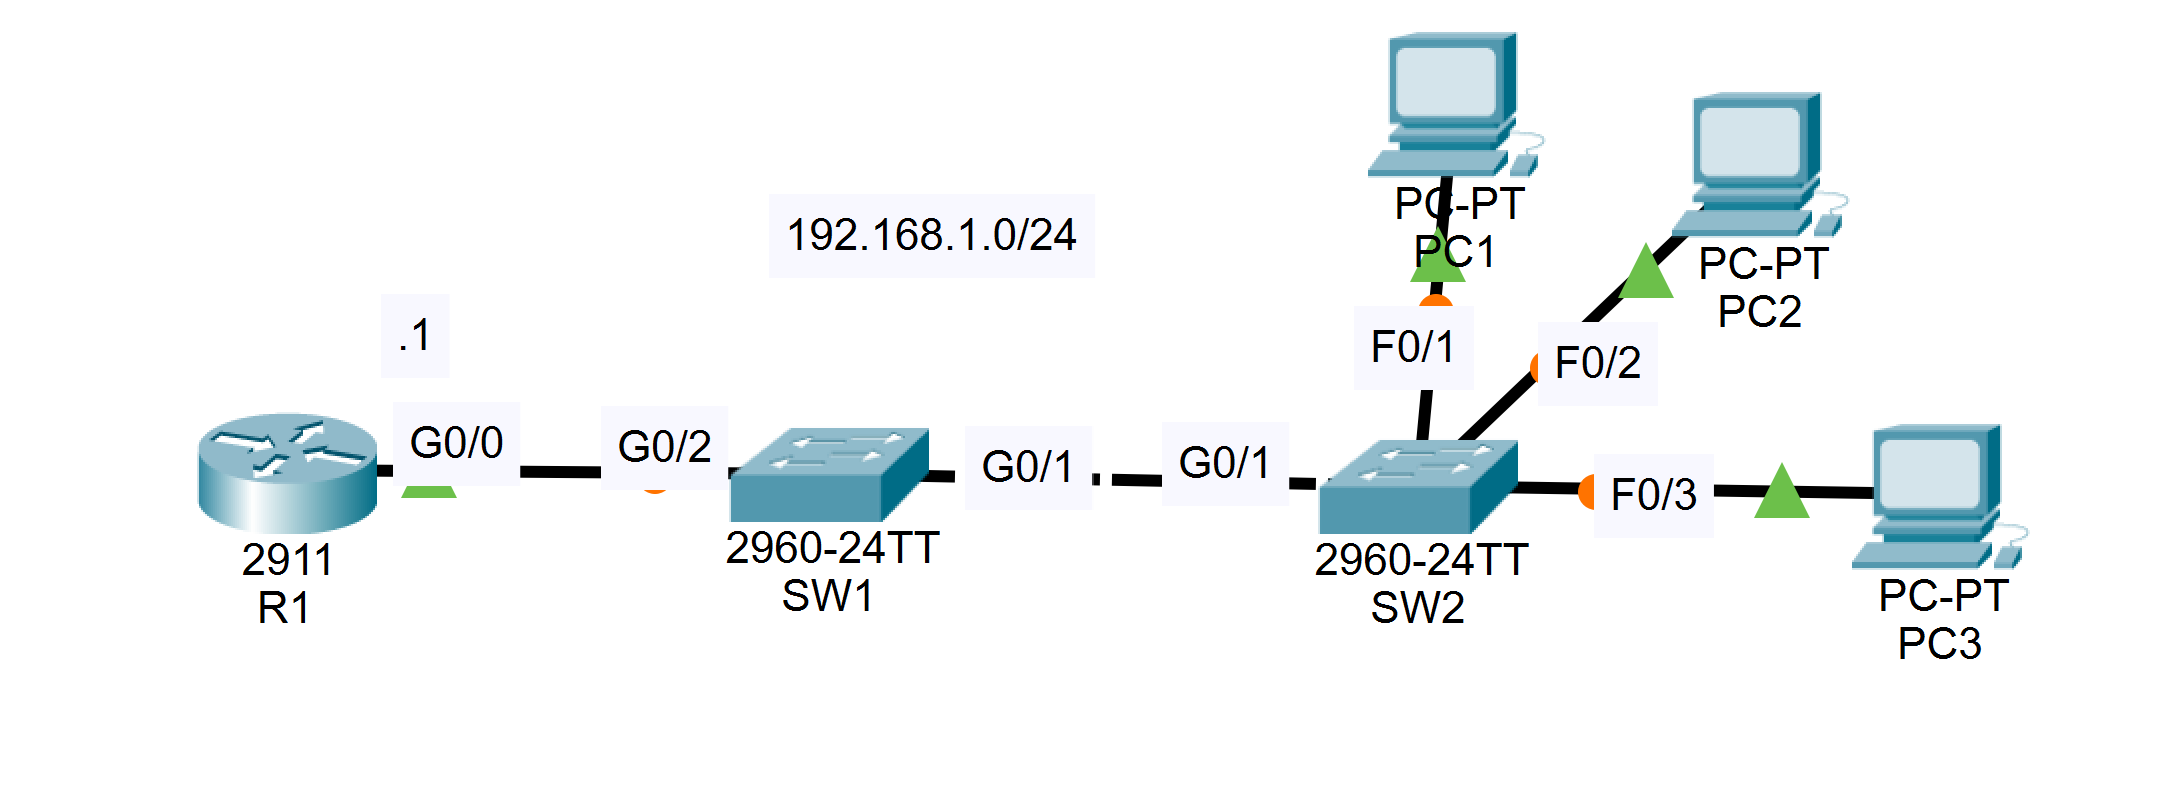 192.168.1.0/24
.1
G0/0
G0/2
G0/1
G0/1
F0/1
F0/2
F0/3
2911
R1
2960-24TT
SW1
2960-24TT
SW2
PC-PT
PC1
PC-PT
PC2
PC-PT
PC3